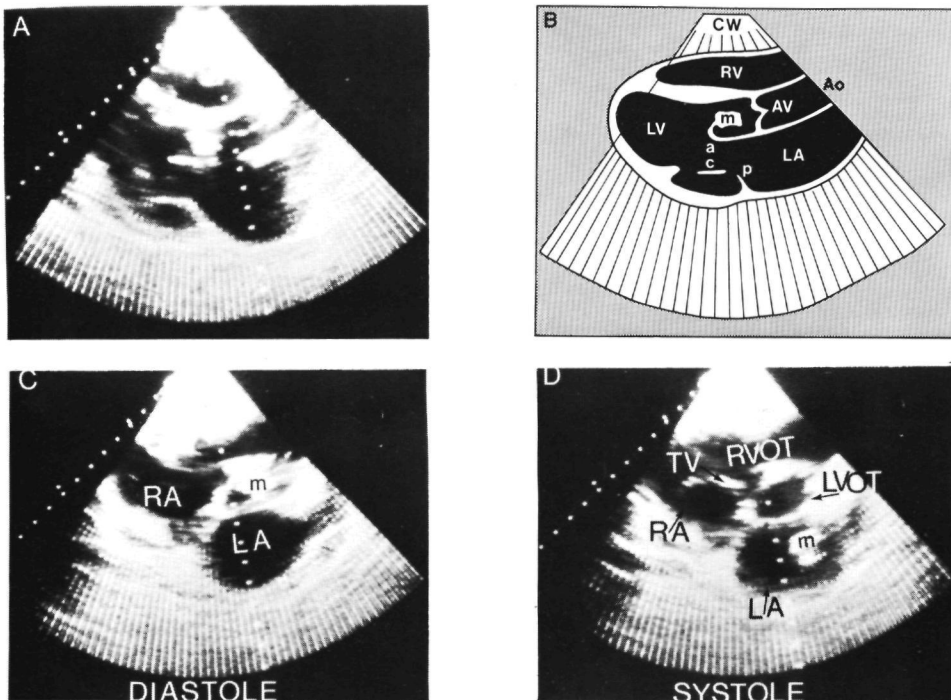 A
B
CW
RV
Ao
AV
m
LV
a
LA
c
p
C
RA
m
LA
DIASTOLE
D
TV
RVOT
LVOT
RA
m
LA
SYSTOLE